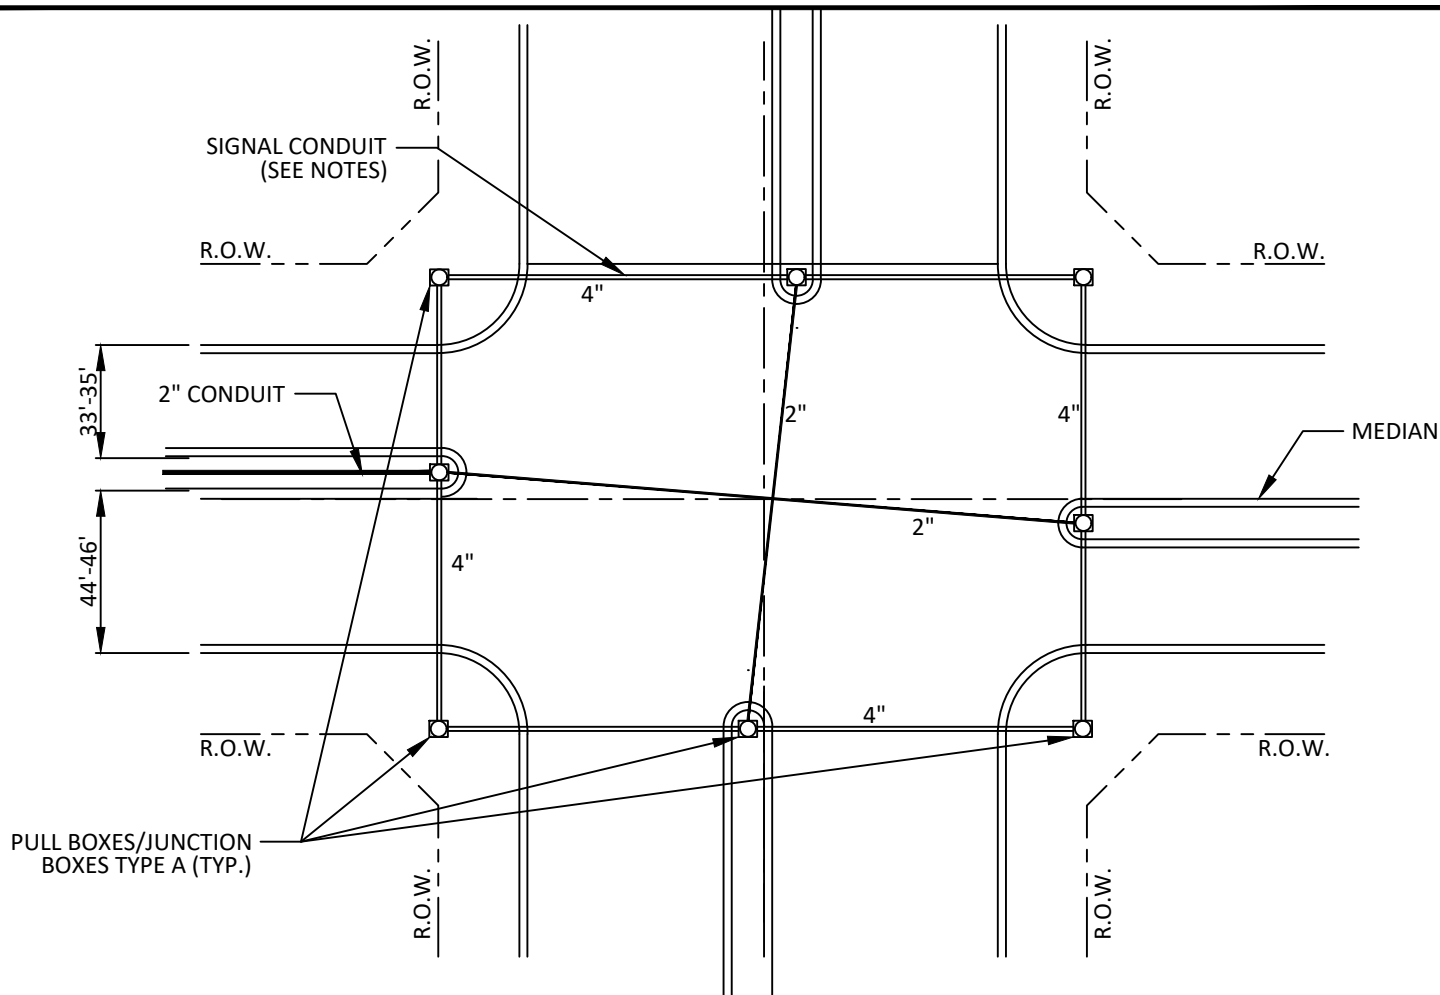 R.O.W.
R.O.W.
SIGNAL CONDUIT
(SEE NOTES)
R.O.W.
R.O.W.
4"
33'-35'
2" CONDUIT
2"
4"
MEDIAN
2"
4"
44'-46'
4"
R.O.W.
R.O.W.
PULL BOXES/JUNCTION
BOXES TYPE A (TYP.)
R.O.W.
R.O.W.